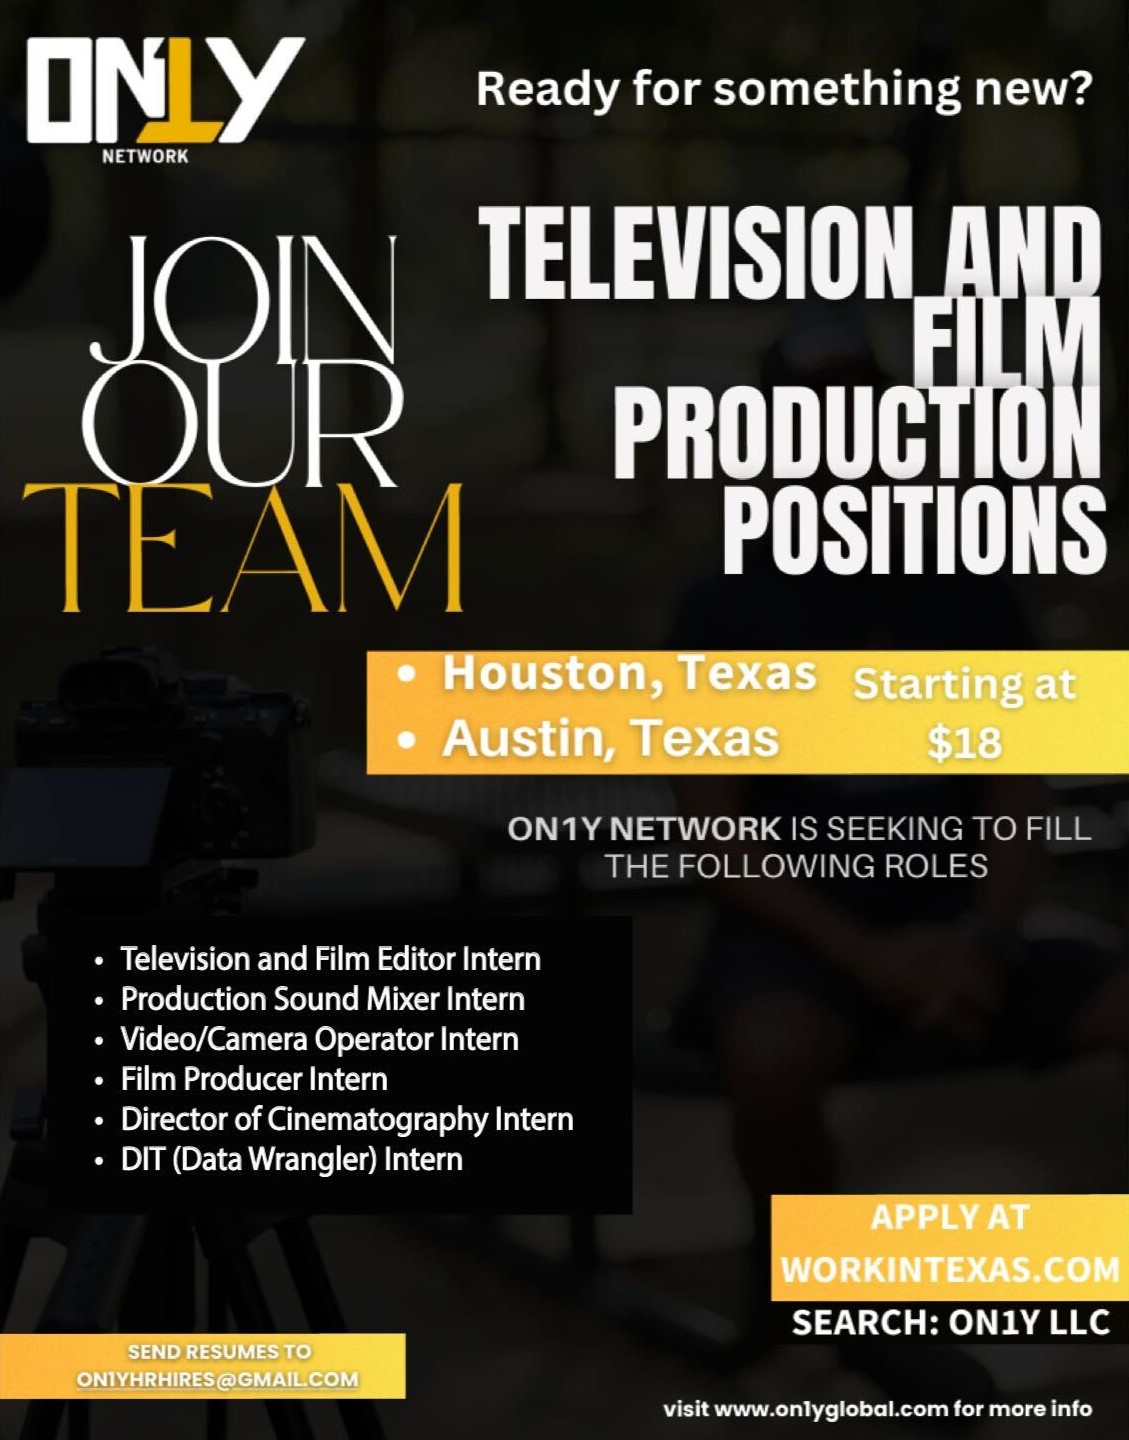 ON1Y
NETWORK
Ready for something new?
JOIN
OUR
TEAM
TELEVISION AND
FILM
PRODUCTION
POSITIONS
• Houston, Texas
• Austin, Texas
Starting at
$18
ON1Y NETWORK IS SEEKING TO FILL
THE FOLLOWING ROLES
• Television and Film Editor Intern
• Production Sound Mixer Intern
• Video/Camera Operator Intern
• Film Producer Intern
• Director of Cinematography Intern
• DIT (Data Wrangler) Intern
APPLY AT
WORKINTEXAS.COM
SEARCH: ON1Y LLC
SEND RESUMES TO
ON1YHRHIRES@GMAIL.COM
visit www.on1yglobal.com for more info